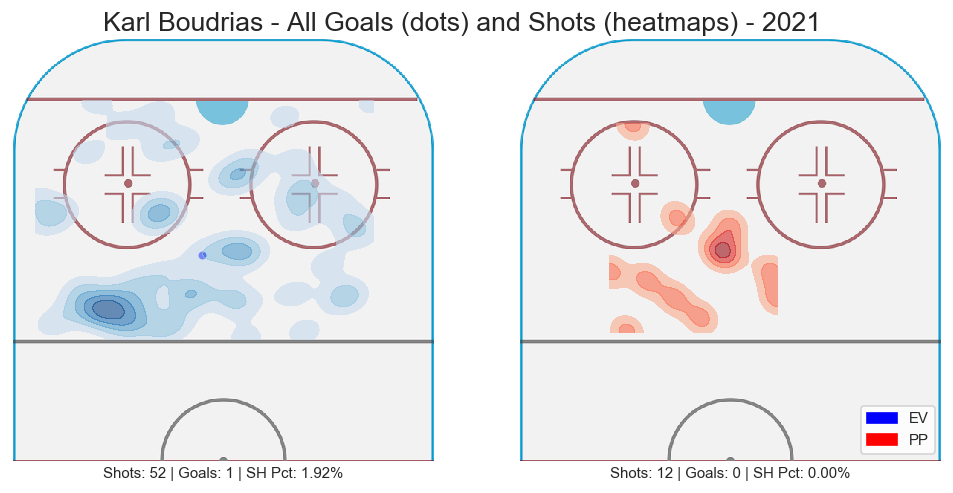 Karl Boudrias - All Goals (dots) and Shots (heatmaps) - 2021
EV
PP
Shots: 52 | Goals: 1 | SH Pct: 1.92%
Shots: 12 | Goals: 0 | SH Pct: 0.00%